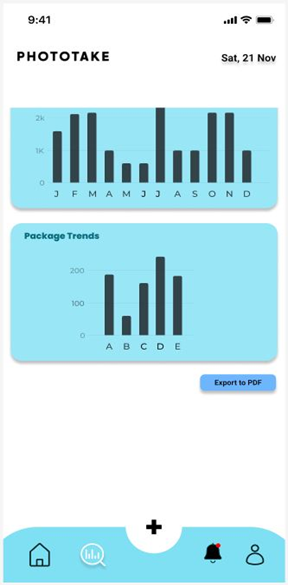 9:41
PHOTOTAKE
Sat, 21 Nov
2k
1K
0
J F M A M J J A S O N D
Package Trends
200
100
0
A B C D E
Export to PDF